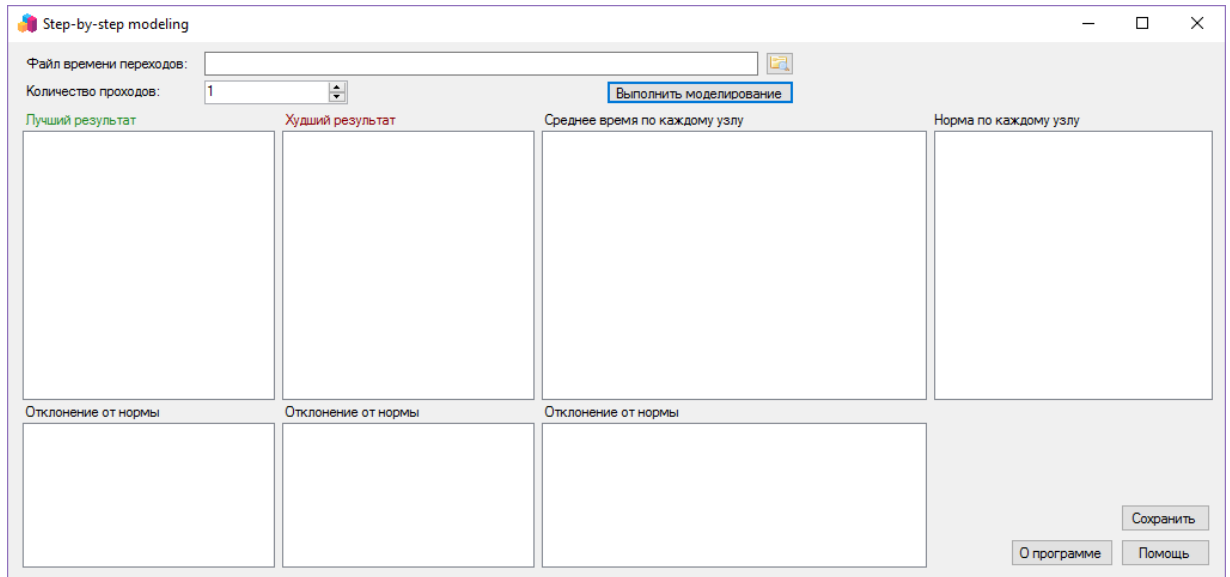 Step-by-step modeling
Файл времени переходов:
Количество проходов: 1 Выполнить моделирование
Лучший результат Худший результат Среднее время по каждому узлу Норма по каждому узлу
Отклонение от нормы Отклонение от нормы Отклонение от нормы
Сохранить
О программе Помощь